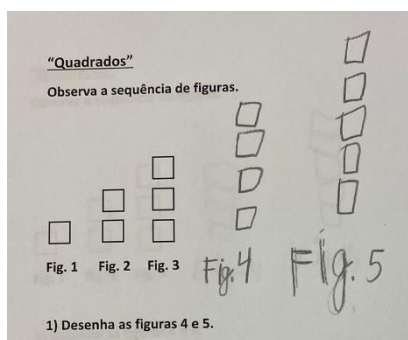 “Quadrados”
Observa a sequência de figuras.
Fig. 1 Fig. 2 Fig. 3 Fig. 4 Fig. 5
1) Desenha as figuras 4 e 5.